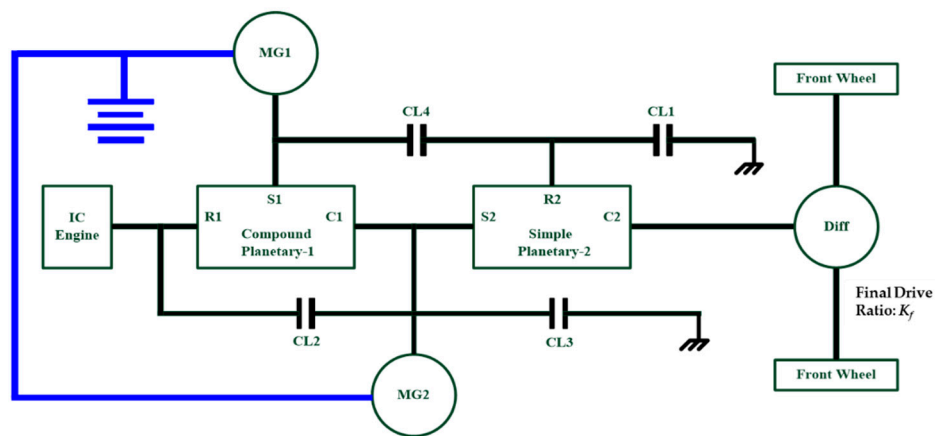 MG1
Front Wheel
CL4
CL1
IC
Engine
R1
S1
C1
Compound
Planetary-1
S2
R2
C2
Simple
Planetary-2
Diff
Final Drive
Ratio: K_f
CL2
CL3
MG2
Front Wheel